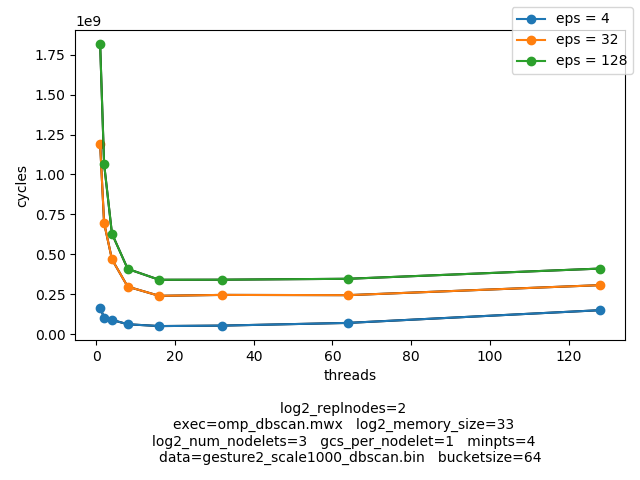 1e9
eps = 4
eps = 32
eps = 128
1.75
1.50
1.25
1.00
0.75
0.50
0.25
0.00
cycles
0 20 40 60 80 100 120
threads
log2_replnodes=2
exec=omp_dbscan.mwx log2_memory_size=33
log2_num_nodelets=3 gcs_per_nodelet=1 minpts=4
data=gesture2_scale1000_dbscan.bin bucketsize=64